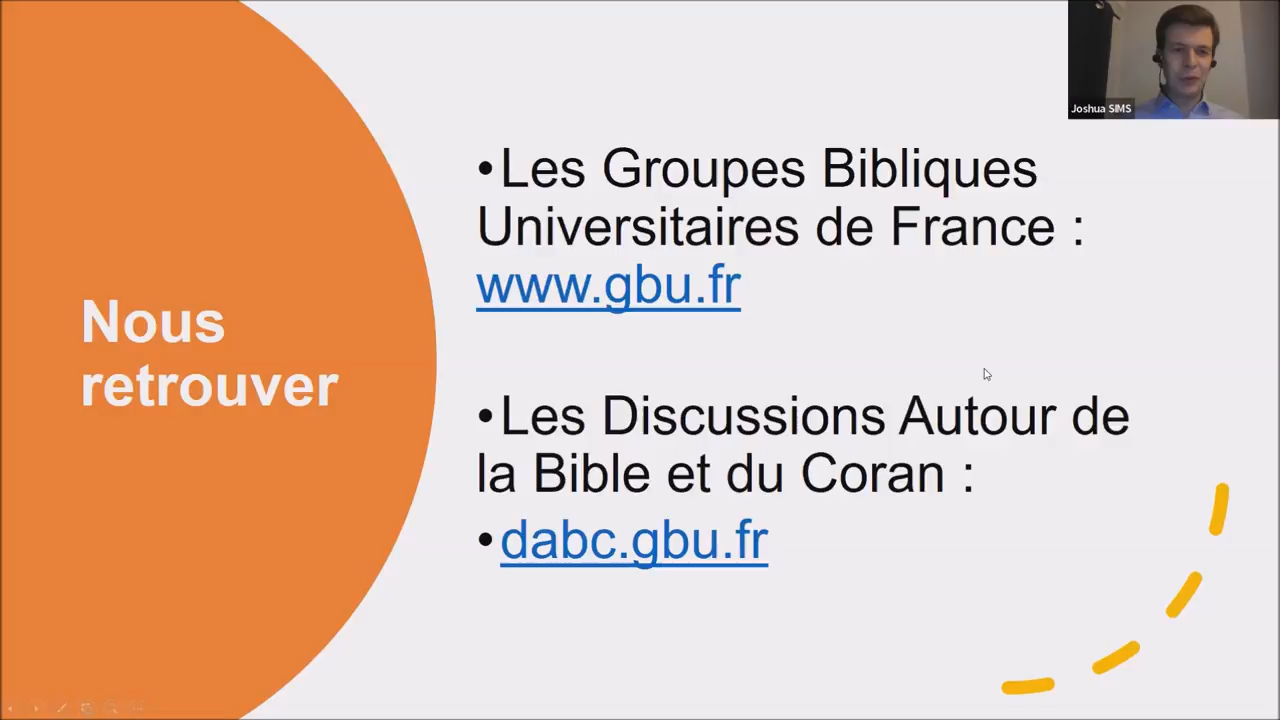 Joshua SIMS
Nous
retrouver
•Les Groupes Bibliques
Universitaires de France :
www.gbu.fr
•Les Discussions Autour de
la Bible et du Coran :
•dabc.gbu.fr